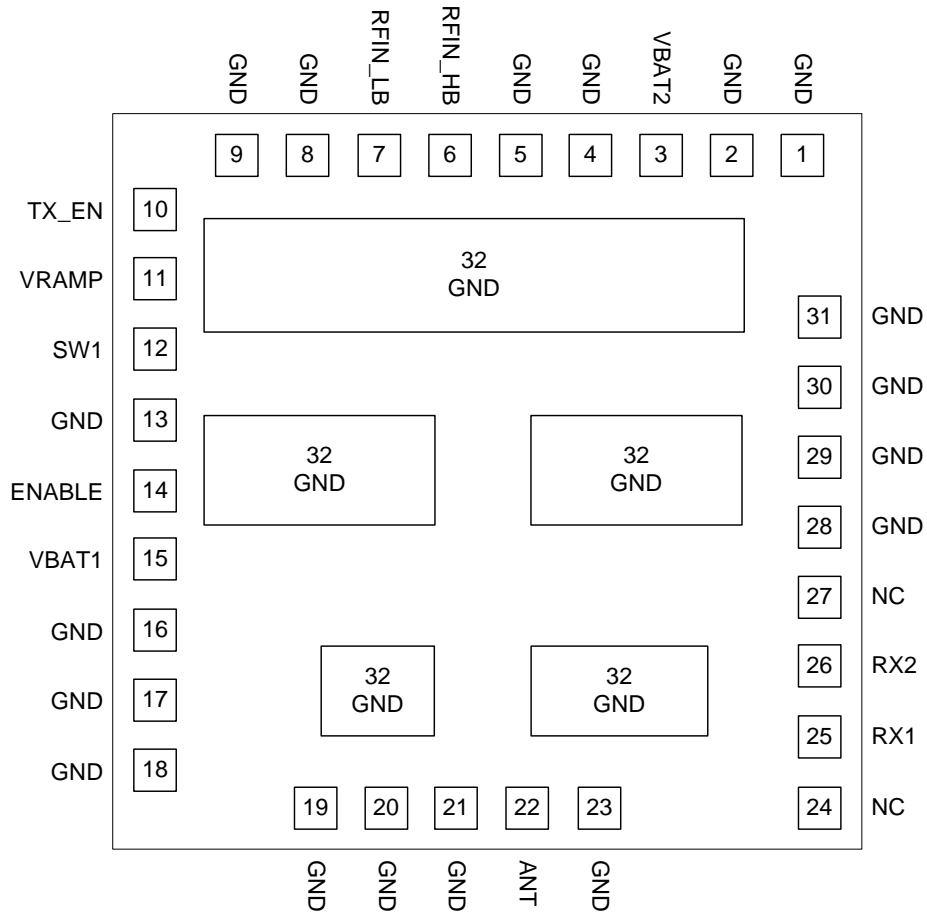 GND
GND
RFIN_LB
RFIN_HB
GND
GND
VBAT2
GND
GND
9
8
7
6
5
4
3
2
1
TX_EN
10
VRAMP
11
32
GND
31
GND
SW1
12
30
GND
GND
13
32
GND
32
GND
29
GND
ENABLE
14
28
GND
VBAT1
15
27
NC
GND
16
26
RX2
GND
17
32
GND
32
GND
25
RX1
GND
18
19
20
21
22
23
24
NC
GND
GND
GND
ANT
GND